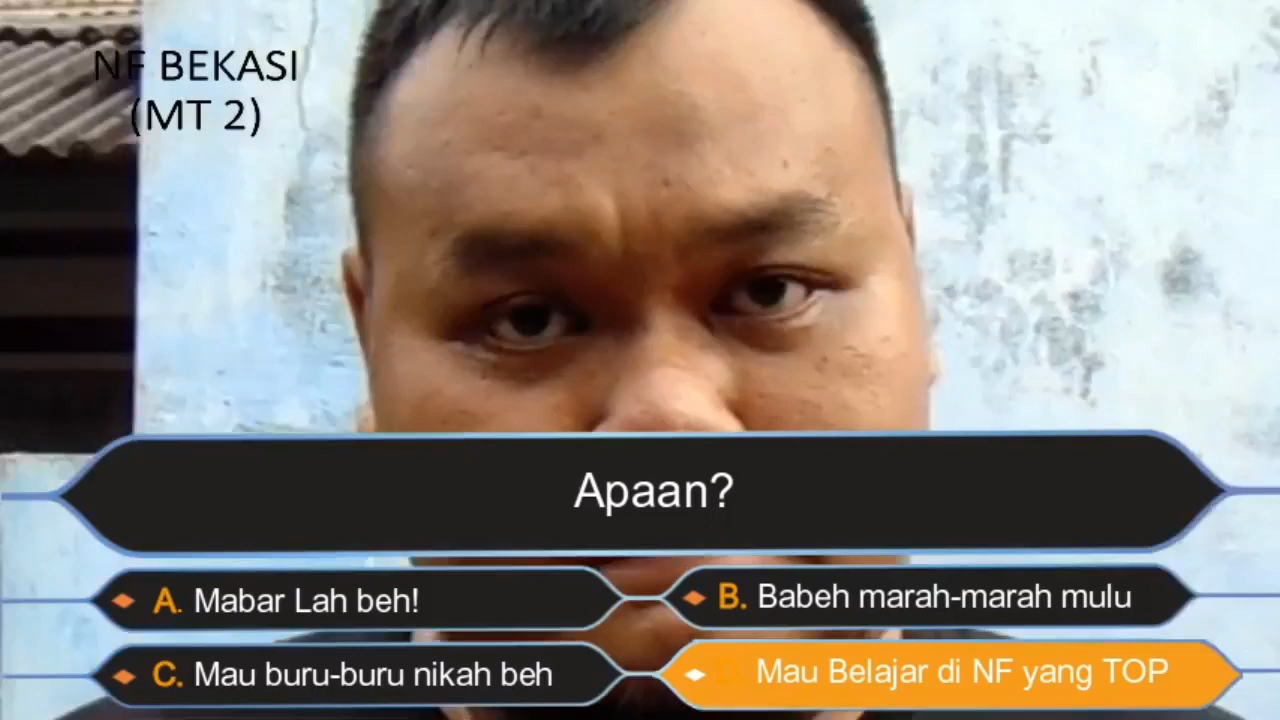 NF BEKASI
(MT 2)
Apaan?
A. Mabar Lah beh!
B. Babeh marah-marah mulu
C. Mau buru-buru nikah beh
D. Mau Belajar di NF yang TOP